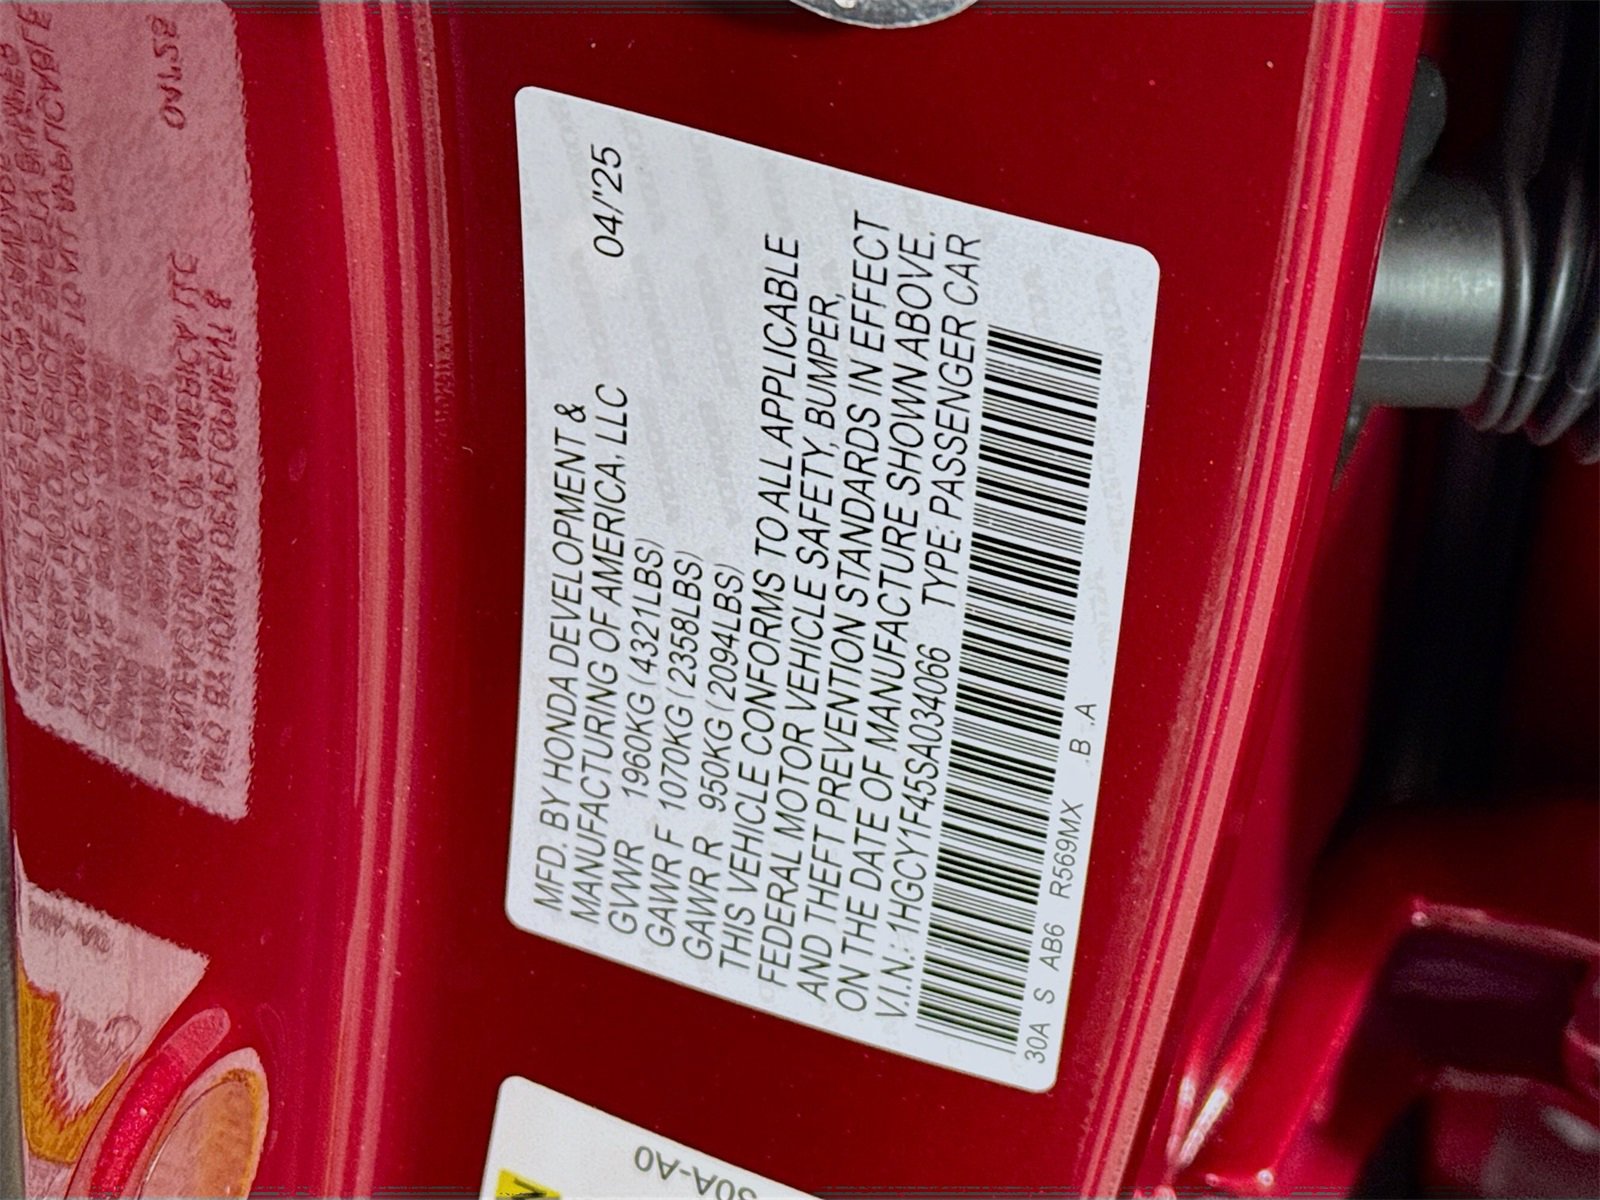 MFD. BY HONDA DEVELOPMENT &
MANUFACTURING OF AMERICA, LLC 04/'25
GVWR 1960KG (4321LBS)
GAWR F 1070KG (2358LBS)
GAWR R 950KG (2094LBS)
THIS VEHICLE CONFORMS TO ALL APPLICABLE
FEDERAL MOTOR VEHICLE SAFETY, BUMPER,
AND THEFT PREVENTION STANDARDS IN EFFECT
ON THE DATE OF MANUFACTURE SHOWN ABOVE.
V.I.N.: 1HGCY1F45SA034066 TYPE: PASSENGER CAR
30A S AB6 R569MX B .A
30A-A0